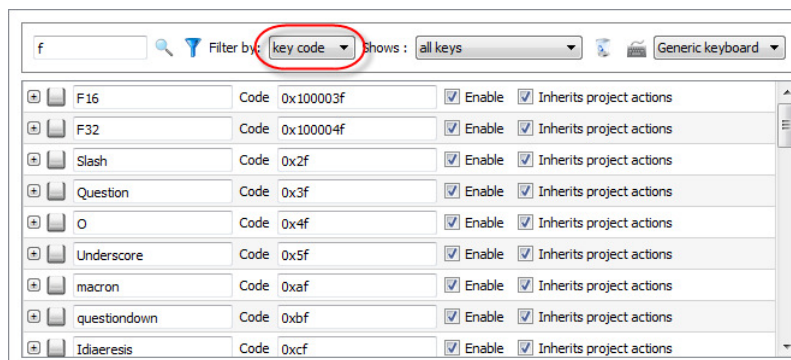 f Filter by: key code Shows : all keys Generic keyboard
F16 Code 0x100003f Enable Inherits project actions
F32 Code 0x100004f Enable Inherits project actions
Slash Code 0x2f Enable Inherits project actions
Question Code 0x3f Enable Inherits project actions
O Code 0x4f Enable Inherits project actions
Underscore Code 0x5f Enable Inherits project actions
macron Code 0xaf Enable Inherits project actions
questiondown Code 0xbf Enable Inherits project actions
Idiaeresis Code 0xcf Enable Inherits project actions